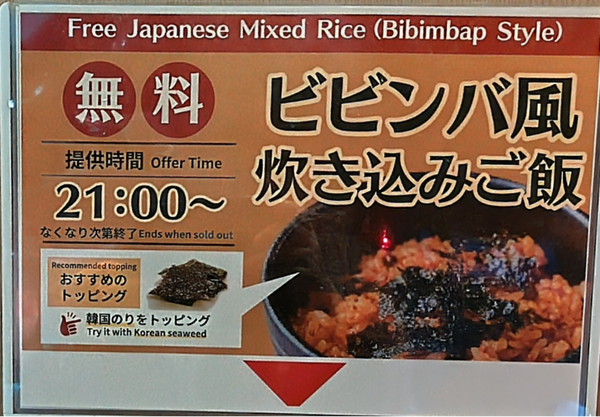 Free Japanese Mixed Rice (Bibimbap Style)
無料
ビビンバ風
炊き込みご飯
提供時間 Offer Time
21:00～
なくなり次第終了 Ends when sold out
Recommended topping
おすすめの
トッピング
韓国のりをトッピング
Try it with Korean seaweed